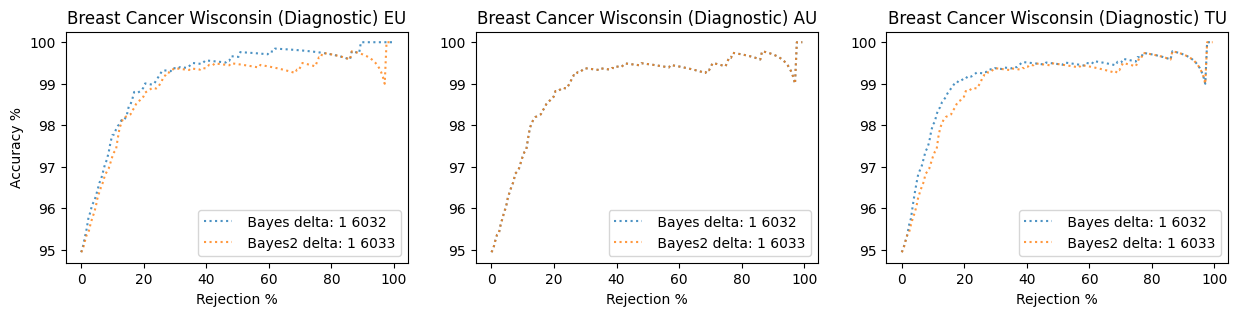 Breast Cancer Wisconsin (Diagnostic) EU
Accuracy %
100
99
98
97
96
95
Bayes delta: 1 6032
Bayes2 delta: 1 6033
0 20 40 60 80 100
Rejection %
Breast Cancer Wisconsin (Diagnostic) AU
100
99
98
97
96
95
Bayes delta: 1 6032
Bayes2 delta: 1 6033
0 20 40 60 80 100
Rejection %
Breast Cancer Wisconsin (Diagnostic) TU
100
99
98
97
96
95
Bayes delta: 1 6032
Bayes2 delta: 1 6033
0 20 40 60 80 100
Rejection %